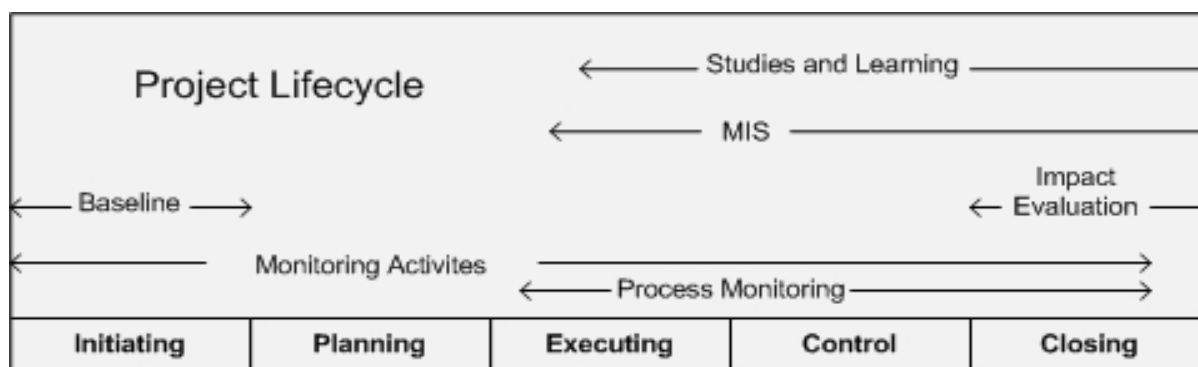 Project Lifecycle
Studies and Learning
MIS
Baseline
Impact
Evaluation
Monitoring Activites
Process Monitoring
Initiating
Planning
Executing
Control
Closing